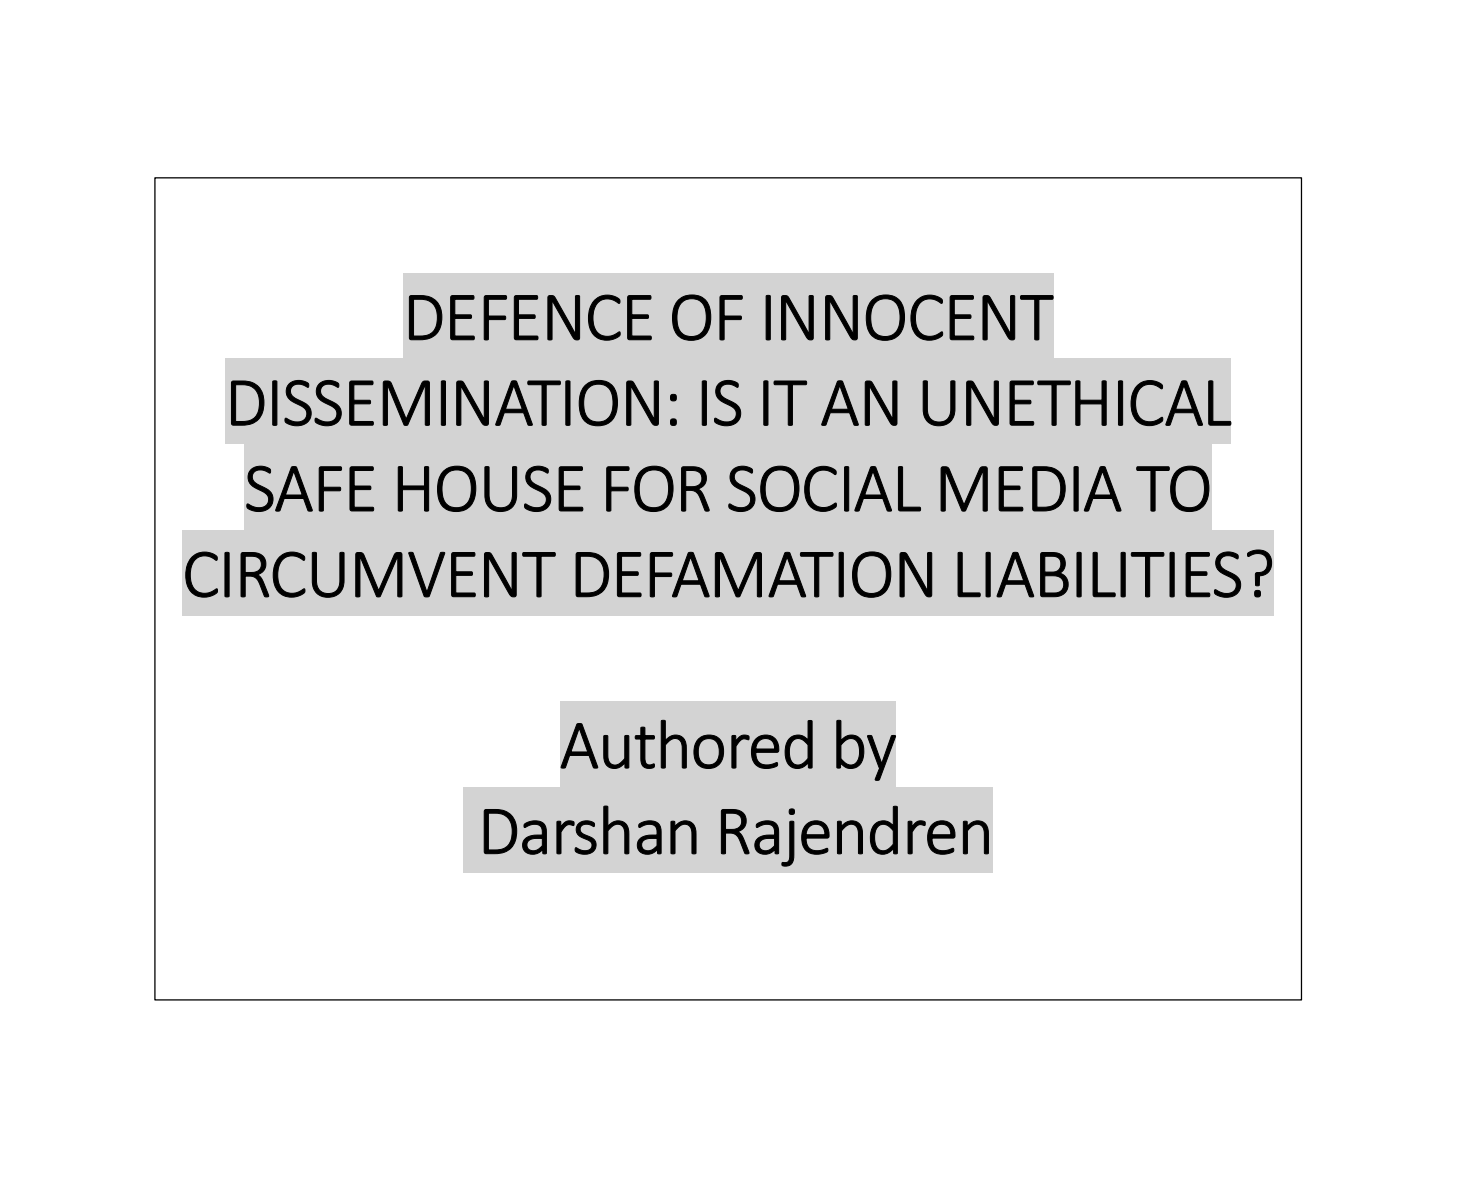 DEFENCE OF INNOCENT
DISSEMINATION: IS IT AN UNETHICAL
SAFE HOUSE FOR SOCIAL MEDIA TO
CIRCUMVENT DEFAMATION LIABILITIES?
Authored by
Darshan Rajendren